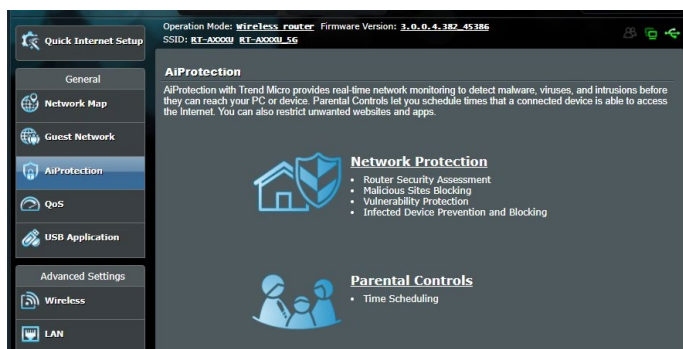 Quick Internet Setup
General
Network Map
Guest Network
AiProtection
QoS
USB Application
Advanced Settings
Wireless
LAN
Operation Mode: Wireless router Firmware Version: 3.0.0.4.382_45386
SSID: RT-AXXXU RT-AXXXU_5G
AiProtection
AiProtection with Trend Micro provides real-time network monitoring to detect malware, viruses, and intrusions before
they can reach your PC or device. Parental Controls let you schedule times that a connected device is able to access
the Internet. You can also restrict unwanted websites and apps.
Network Protection
• Router Security Assessment
• Malicious Sites Blocking
• Vulnerability Protection
• Infected Device Prevention and Blocking
Parental Controls
• Time Scheduling